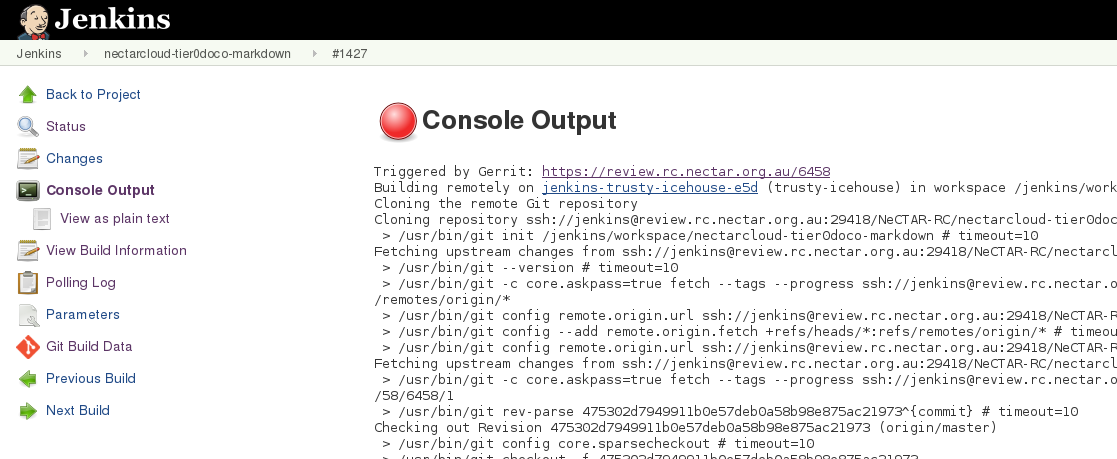 Jenkins
Jenkins nectarcloud-tier0doco-markdown #1427
Back to Project
Status
Changes
Console Output
View as plain text
View Build Information
Polling Log
Parameters
Git Build Data
Previous Build
Next Build
Console Output
Triggered by Gerrit: https://review.rc.nectar.org.au/6458
Building remotely on jenkins-trusty-icehouse-e5d (trusty-icehouse) in workspace /jenkins/work
Cloning the remote Git repository
Cloning repository ssh://jenkins@review.rc.nectar.org.au:29418/NeCTAR-RC/nectarcloud-tier0doc
> /usr/bin/git init /jenkins/workspace/nectarcloud-tier0doco-markdown # timeout=10
Fetching upstream changes from ssh://jenkins@review.rc.nectar.org.au:29418/NeCTAR-RC/nectarcl
> /usr/bin/git --version # timeout=10
> /usr/bin/git -c core.askpass=true fetch --tags --progress ssh://jenkins@review.rc.nectar.o
/remotes/origin/*
> /usr/bin/git config remote.origin.url ssh://jenkins@review.rc.nectar.org.au:29418/NeCTAR-R
> /usr/bin/git config --add remote.origin.fetch +refs/heads/*:refs/remotes/origin/* # timeou
> /usr/bin/git config remote.origin.url ssh://jenkins@review.rc.nectar.org.au:29418/NeCTAR-R
Fetching upstream changes from ssh://jenkins@review.rc.nectar.org.au:29418/NeCTAR-RC/nectarcl
> /usr/bin/git -c core.askpass=true fetch --tags --progress ssh://jenkins@review.rc.nectar.o
/58/6458/1
> /usr/bin/git rev-parse 475302d7949911b0e57deb0a58b98e875ac21973^{commit} # timeout=10
Checking out Revision 475302d7949911b0e57deb0a58b98e875ac21973 (origin/master)
> /usr/bin/git config core.sparsecheckout # timeout=10
> /usr/bin/git checkout -f 475302d7949911b0e57deb0a58b98e875ac21973